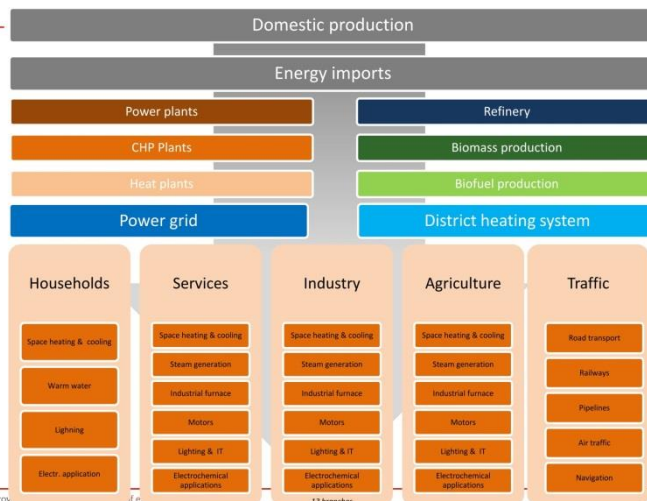 Domestic production
Energy imports
Power plants
Refinery
CHP Plants
Biomass production
Heat plants
Biofuel production
Power grid
District heating system
Households
Space heating & cooling
Warm water
Lighning
Electr. application
Services
Space heating & cooling
Steam generation
Industrial furnace
Motors
Lighting & IT
Electrochemical
applications
Industry
Space heating & cooling
Steam generation
Industrial furnace
Motors
Lighting & IT
Electrochemical
applications
Agriculture
Space heating & cooling
Steam generation
Industrial furnace
Motors
Lighting & IT
Electrochemical
applications
Traffic
Road transport
Railways
Pipelines
Air traffic
Navigation